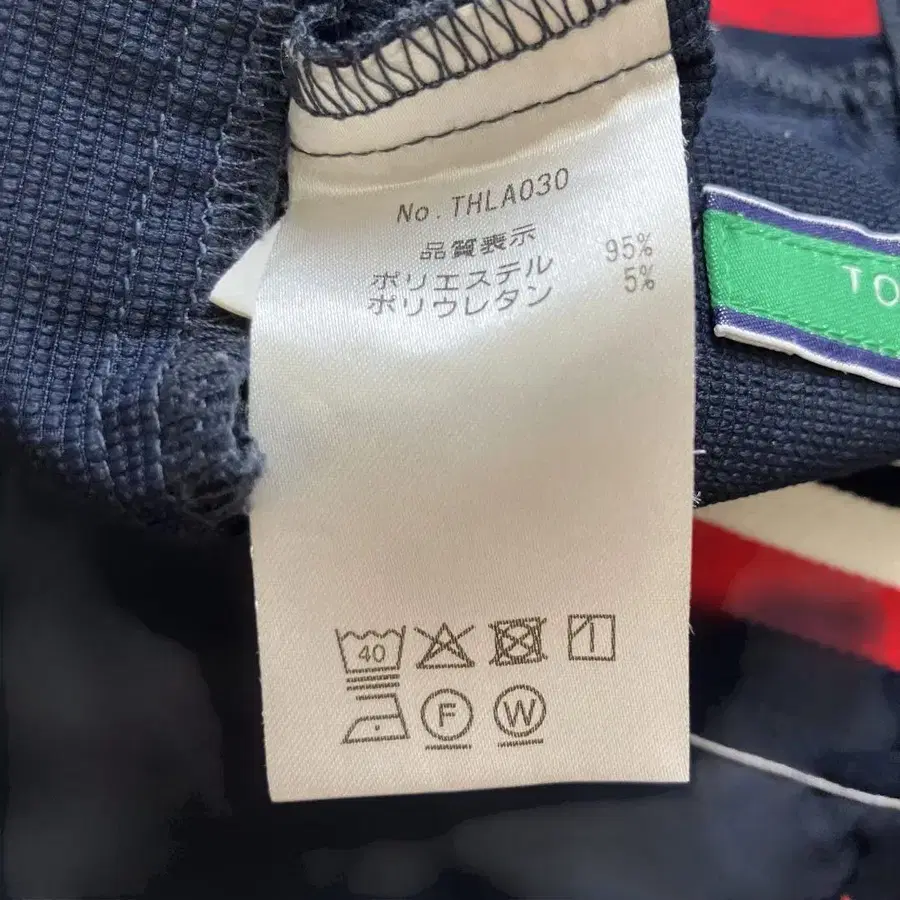 No. THLA030
品質表示
ポリエステル 95%
ポリウレタン 5%
TO
40
F W